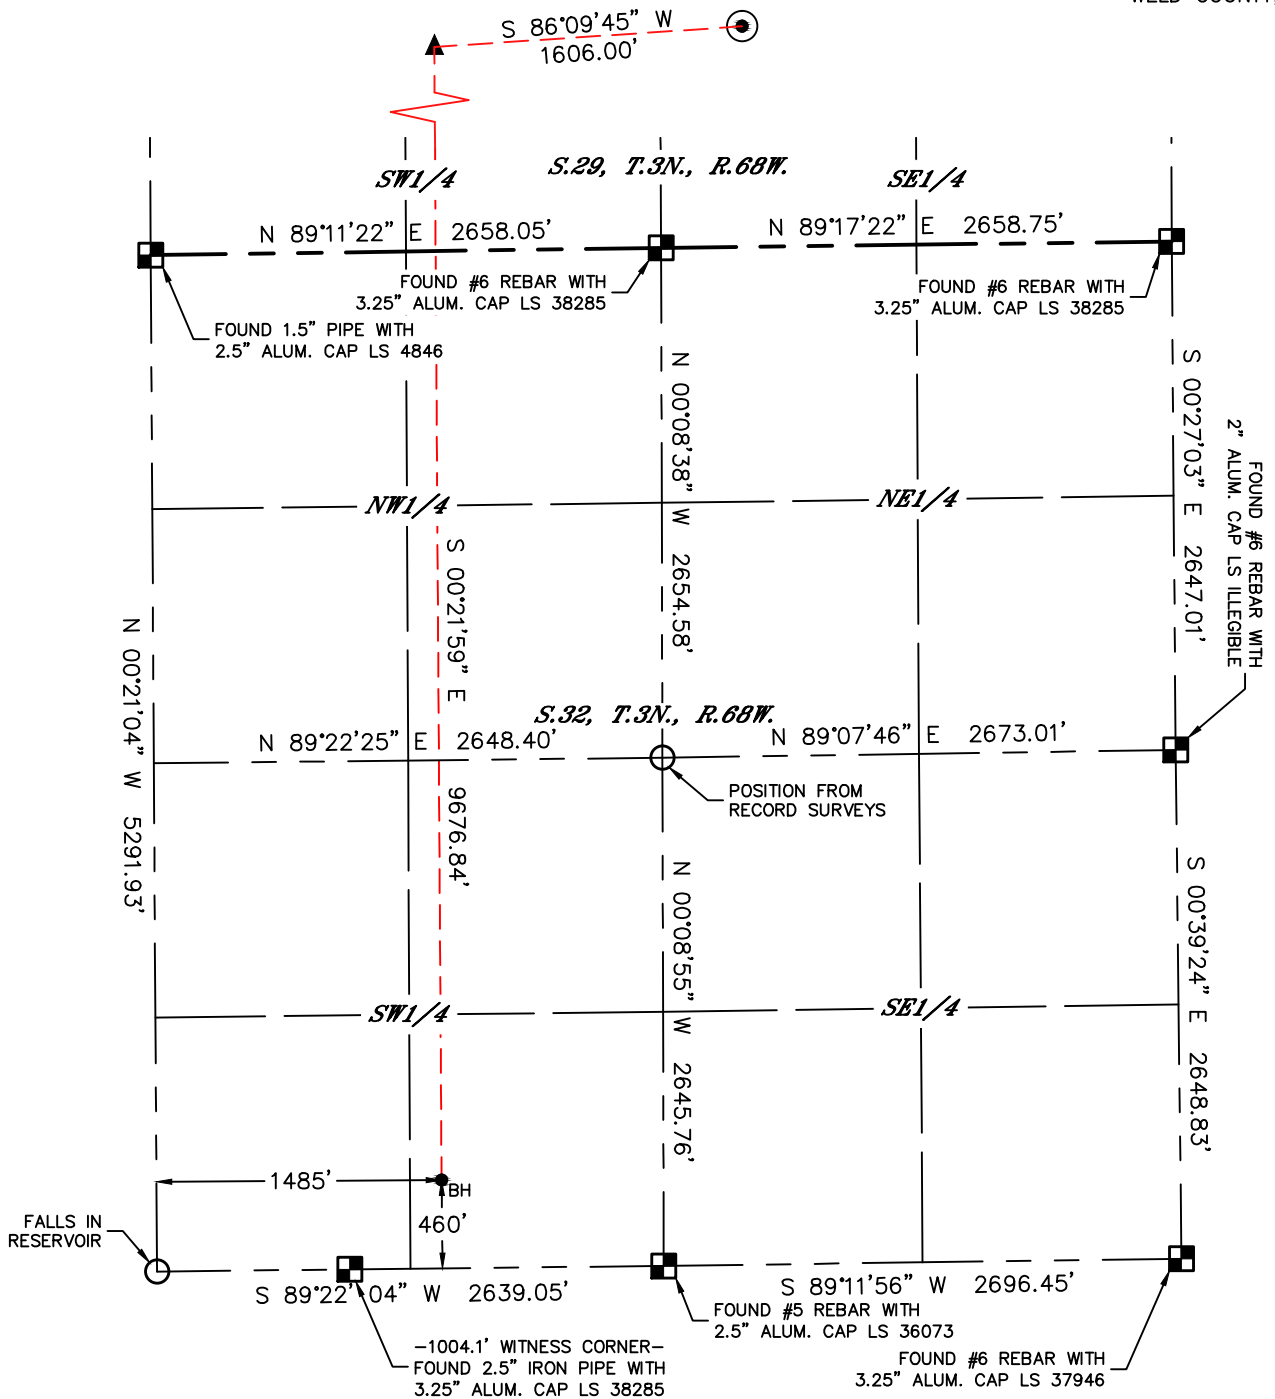 S 86°09'45" W
1606.00'
SW1/4
S.29, T.3N., R.68W.
SE1/4
N 89°11'22" E 2658.05'
N 89°17'22" E 2658.75'
FOUND #6 REBAR WITH
3.25" ALUM. CAP LS 38285
FOUND #6 REBAR WITH
3.25" ALUM. CAP LS 38285
FOUND 1.5" PIPE WITH
2.5" ALUM. CAP LS 4846
N 00°08'38" W 2654.58'
S 00°27'03" E 2647.01'
FOUND #6 REBAR WITH
2" ALUM. CAP LS ILLEGIBLE
NW1/4
NE1/4
S 00°21'59" E 9676.84'
N 00°21'04" W 5291.93'
S.32, T.3N., R.68W.
N 89°22'25" E 2648.40'
N 89°07'46" E 2673.01'
POSITION FROM
RECORD SURVEYS
N 00°08'55" W 2645.76'
S 00°39'24" E 2648.83'
SW1/4
SE1/4
1485'
BH
460'
FALLS IN
RESERVOIR
S 89°22'04" W 2639.05'
S 89°11'56" W 2696.45'
FOUND #5 REBAR WITH
2.5" ALUM. CAP LS 36073
-1004.1' WITNESS CORNER-
FOUND 2.5" IRON PIPE WITH
3.25" ALUM. CAP LS 38285
FOUND #6 REBAR WITH
3.25" ALUM. CAP LS 37946